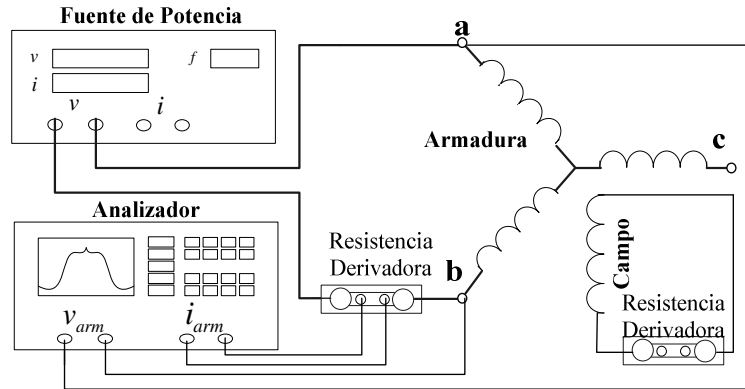 Fuente de Potencia
v
f
i
v
i
a
Armadura
c
Analizador
Resistencia
Derivadora
b
Campo
v arm
i arm
Resistencia
Derivadora